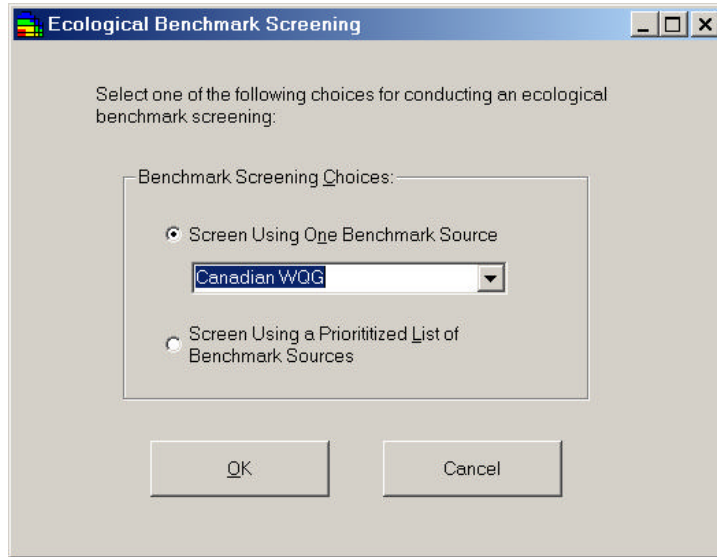 Ecological Benchmark Screening
Select one of the following choices for conducting an ecological
benchmark screening:
Benchmark Screening Choices:
Screen Using One Benchmark Source
Canadian WQG
Screen Using a Priorititized List of
Benchmark Sources
OK
Cancel